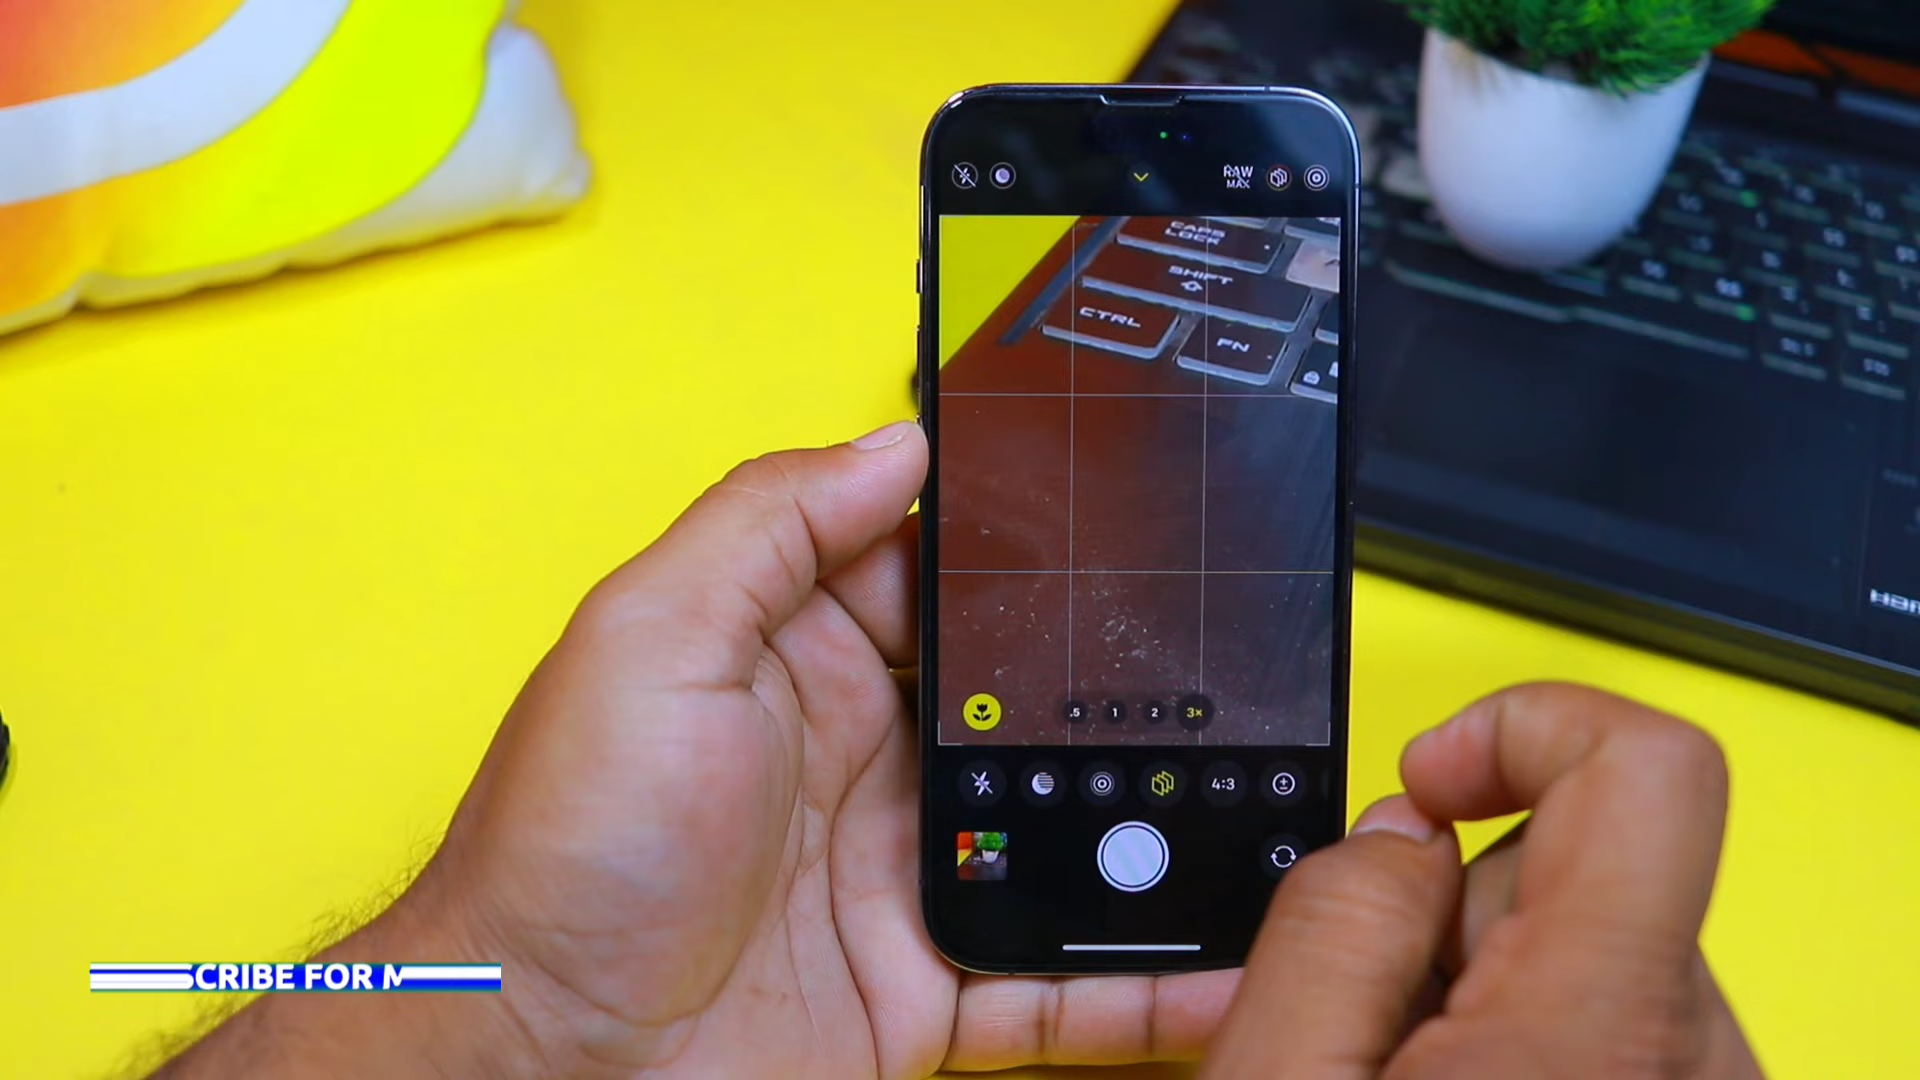 RAW
MAX
CAPS
LOCK
SHIFT
CTRL
FN
.5 1 2 3×
4:3
CRIBE FOR M